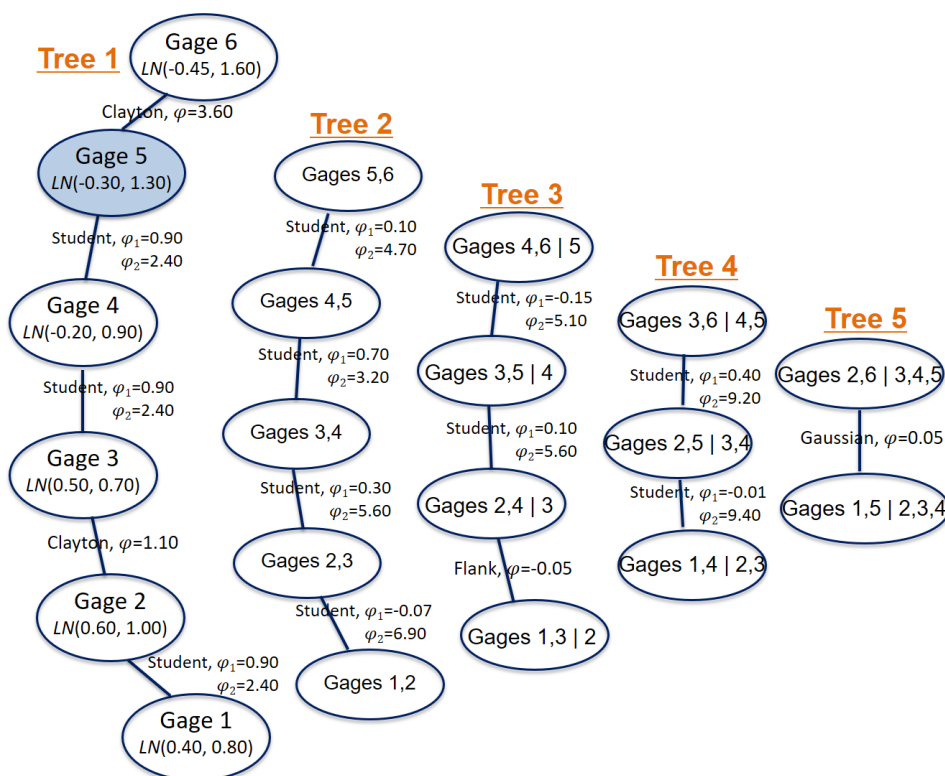 Tree 1
Gage 6
LN(-0.45, 1.60)
Clayton, φ=3.60
Gage 5
LN(-0.30, 1.30)
Student, φ₁=0.90
φ₂=2.40
Gage 4
LN(-0.20, 0.90)
Student, φ₁=0.90
φ₂=2.40
Gage 3
LN(0.50, 0.70)
Clayton, φ=1.10
Gage 2
LN(0.60, 1.00)
Student, φ₁=0.90
φ₂=2.40
Gage 1
LN(0.40, 0.80)
Tree 2
Gages 5,6
Student, φ₁=0.10
φ₂=4.70
Gages 4,5
Student, φ₁=0.70
φ₂=3.20
Gages 3,4
Student, φ₁=0.30
φ₂=5.60
Gages 2,3
Student, φ₁=-0.07
φ₂=6.90
Gages 1,2
Tree 3
Gages 4,6 | 5
Student, φ₁=-0.15
φ₂=5.10
Gages 3,5 | 4
Student, φ₁=0.10
φ₂=5.60
Gages 2,4 | 3
Flank, φ=-0.05
Gages 1,3 | 2
Tree 4
Gages 3,6 | 4,5
Student, φ₁=0.40
φ₂=9.20
Gages 2,5 | 3,4
Student, φ₁=-0.01
φ₂=9.40
Gages 1,4 | 2,3
Tree 5
Gages 2,6 | 3,4,5
Gaussian, φ=0.05
Gages 1,5 | 2,3,4